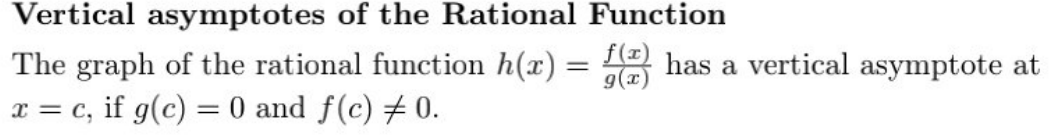 Vertical asymptotes of the Rational Function
The graph of the rational function h(x) = f(x)/g(x) has a vertical asymptote at
x = c, if g(c) = 0 and f(c) ≠ 0.